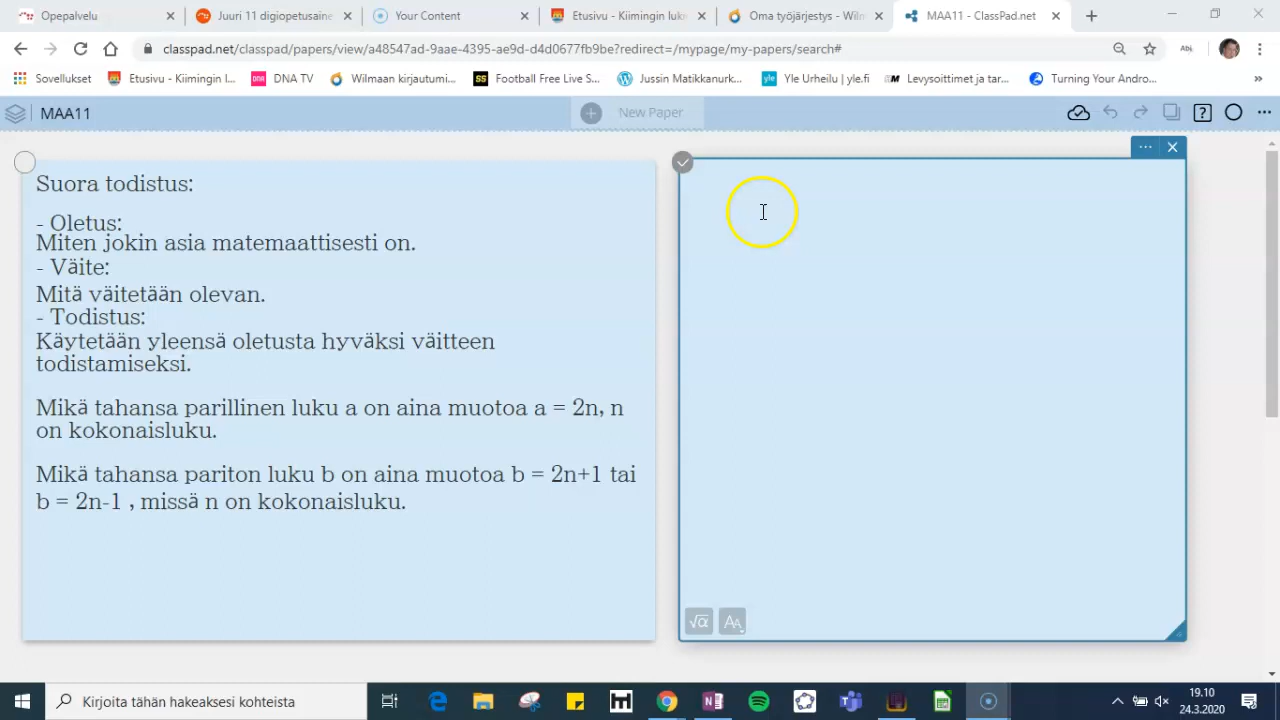 Opepalvelu
Juuri 11 digiopetusaine
Your Content
Etusivu - Kiimingin luk
Oma työjärjestys - Wilm
MAA11 - ClassPad.net
classpad.net/classpad/papers/view/a48547ad-9aae-4395-ae9d-d4d0677fb9be?redirect=/mypage/my-papers/search#
Sovellukset
Etusivu - Kiimingin l...
DNA TV
Wilmaan kirjautumi...
Football Free Live S...
Jussin Matikkanurk...
Yle Urheilu | yle.fi
Levysoittimet ja tar...
Turning Your Andro...
MAA11
New Paper
Suora todistus:
- Oletus:
Miten jokin asia matemaattisesti on.
- Väite:
Mitä väitetään olevan.
- Todistus:
Käytetään yleensä oletusta hyväksi väitteen
todistamiseksi.
Mikä tahansa parillinen luku a on aina muotoa a = 2n, n
on kokonaisluku.
Mikä tahansa pariton luku b on aina muotoa b = 2n+1 tai
b = 2n-1 , missä n on kokonaisluku.
√α
AA
Kirjoita tähän hakeaksesi kohteista
19.10
24.3.2020